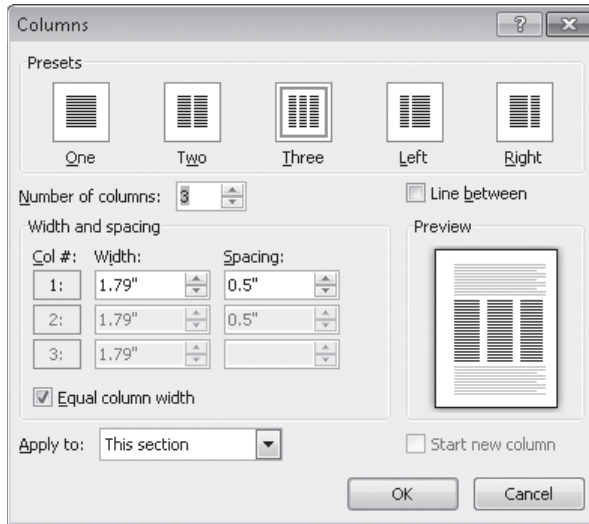 Columns
Presets
One Two Three Left Right
Number of columns: 3 Line between
Width and spacing Preview
Col #: Width: Spacing:
1: 1.79" 0.5"
2: 1.79" 0.5"
3: 1.79"
Equal column width
Apply to: This section Start new column
OK Cancel